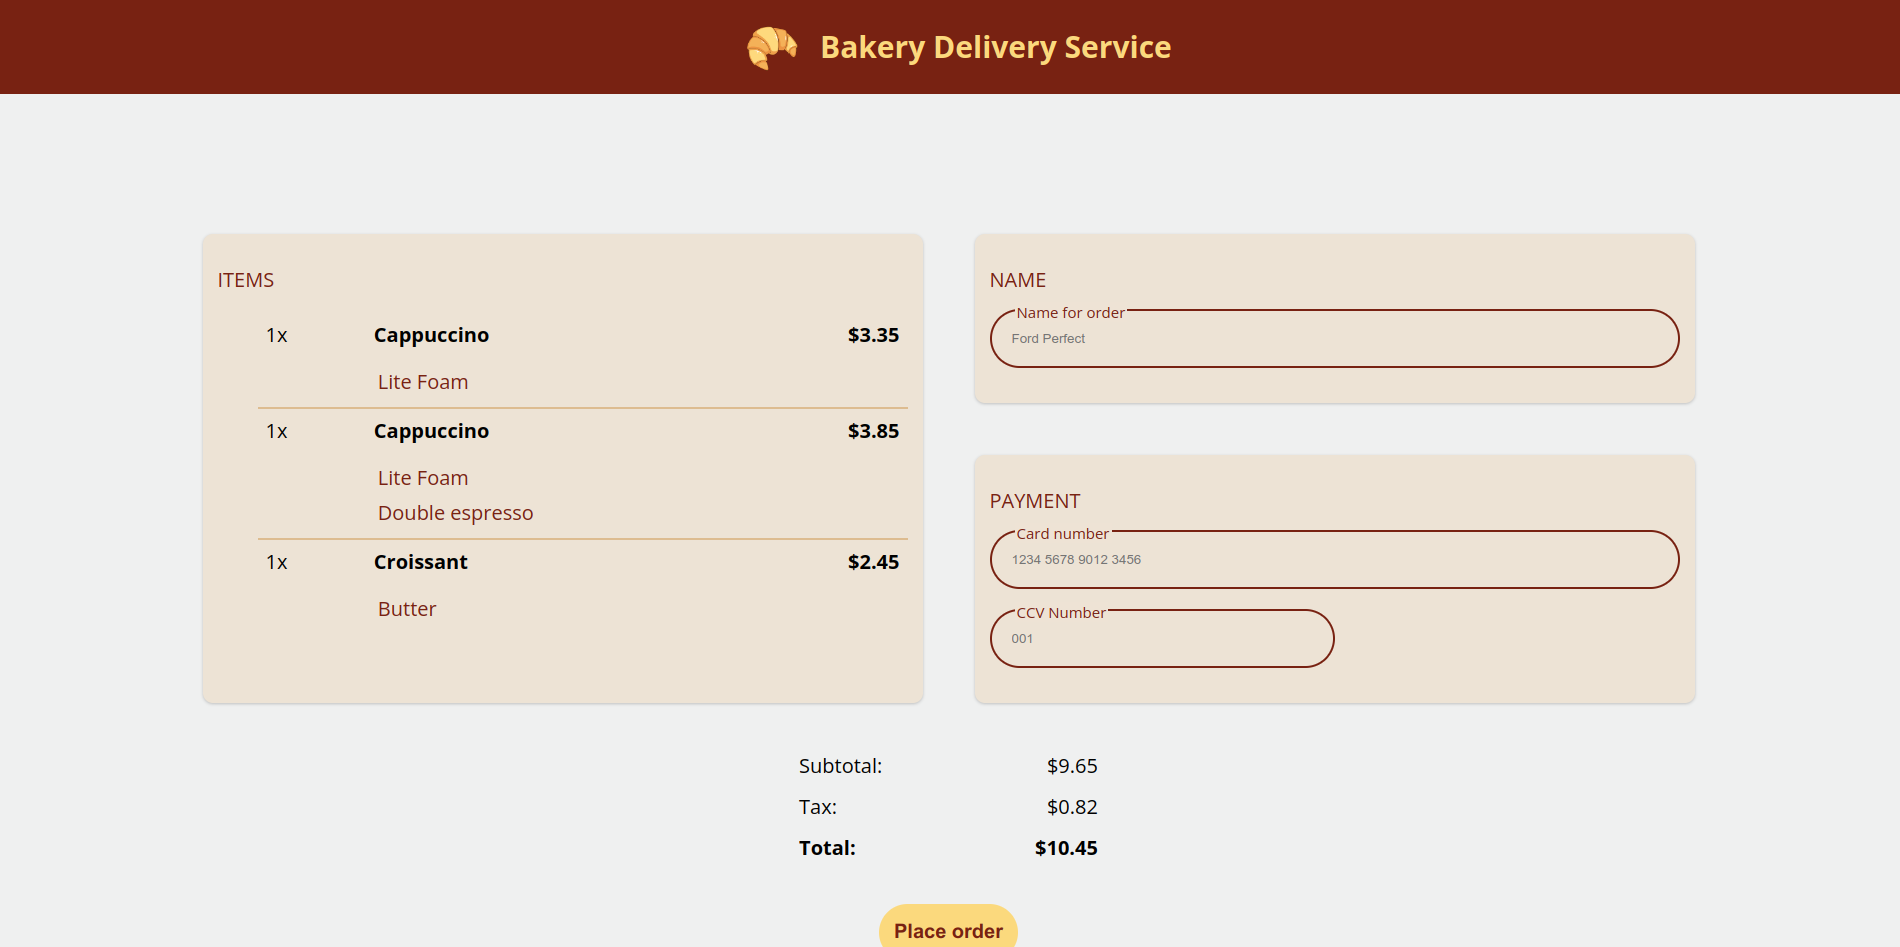 Bakery Delivery Service
ITEMS
1x Cappuccino $3.35
Lite Foam
1x Cappuccino $3.85
Lite Foam
Double espresso
1x Croissant $2.45
Butter
NAME
Name for order
Ford Perfect
PAYMENT
Card number
1234 5678 9012 3456
CCV Number
001
Subtotal: $9.65
Tax: $0.82
Total: $10.45
Place order